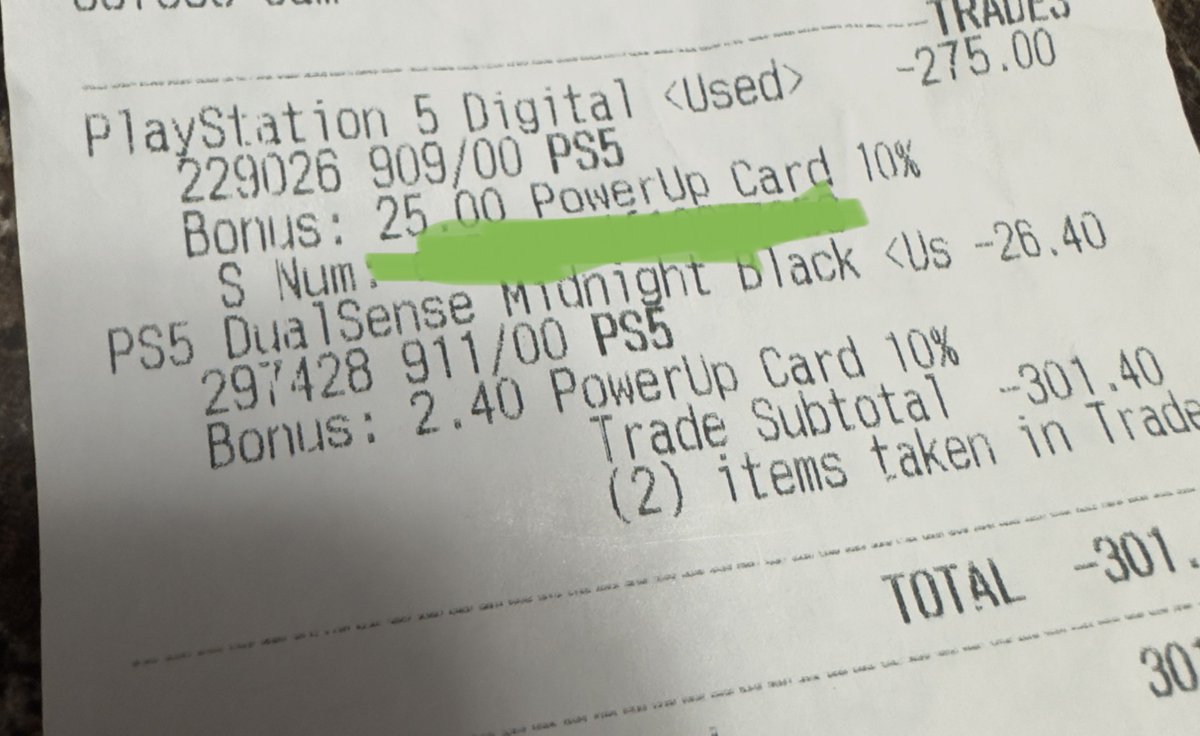 TRADES
PlayStation 5 Digital <Used> -275.00
229026 909/00 PS5
Bonus: 25.00 PowerUp Card 10%
S Num:
PS5 DualSense Midnight Black <Us -26.40
297428 911/00 PS5
Bonus: 2.40 PowerUp Card 10%
Trade Subtotal -301.40
(2) items taken in Trade
TOTAL -301.
301